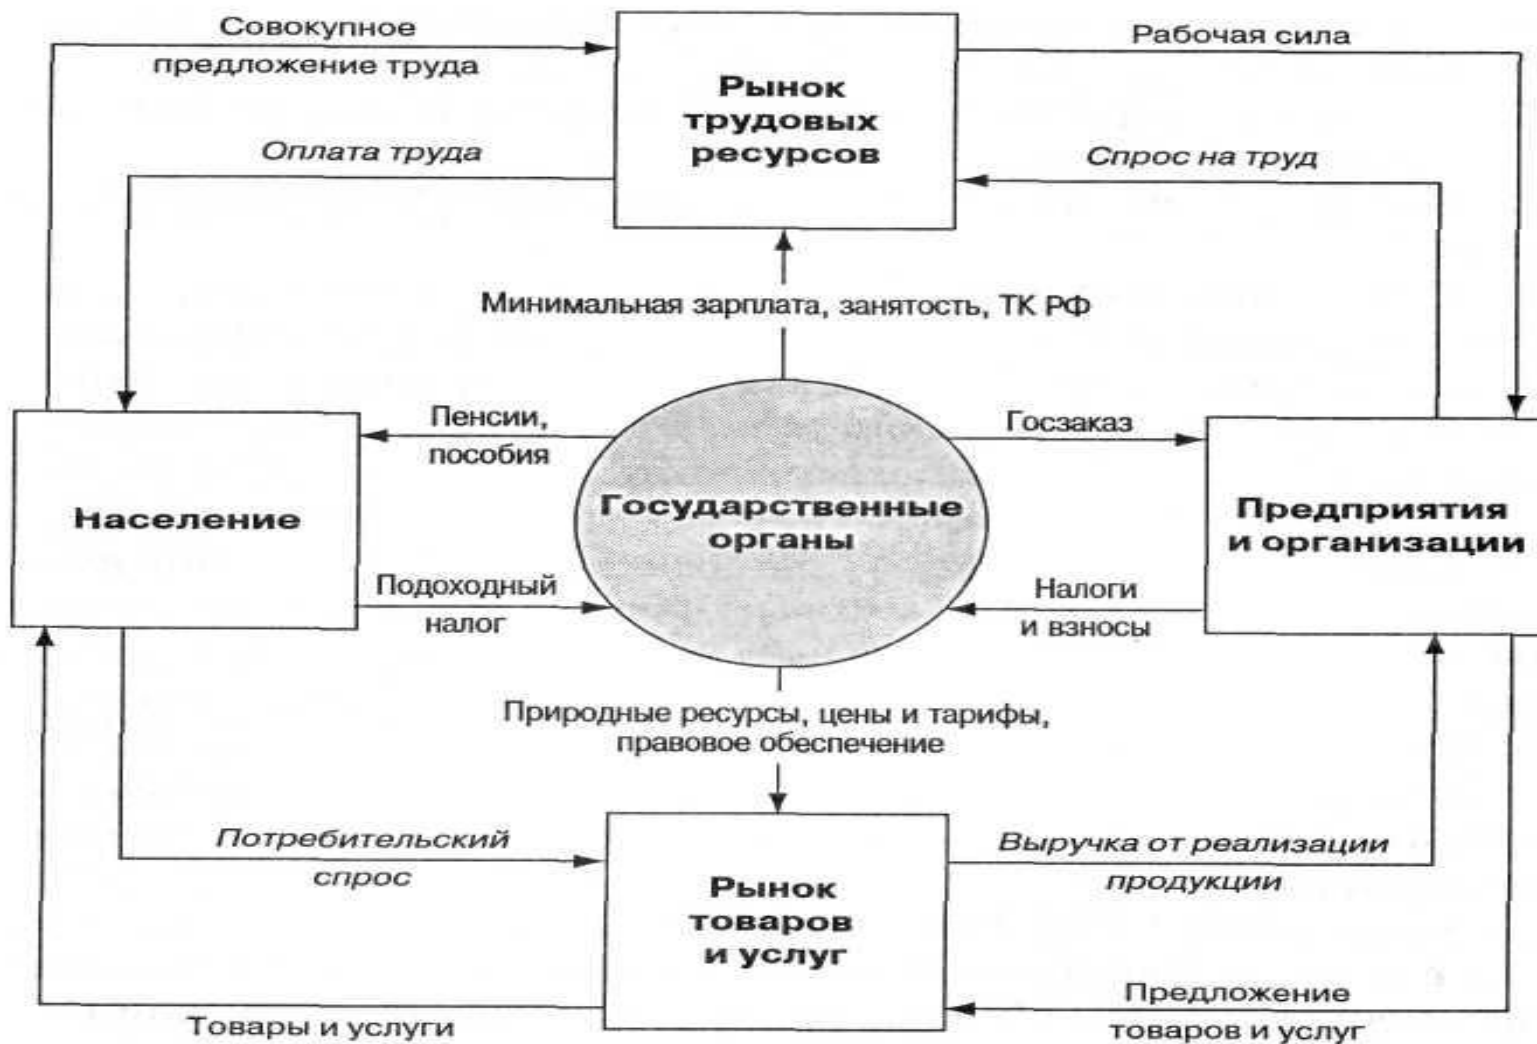 Совокупное
предложение труда
Рынок
трудовых
ресурсов
Рабочая сила
Оплата труда
Спрос на труд
Минимальная зарплата, занятость, ТК РФ
Население
Пенсии,
пособия
Государственные
органы
Госзаказ
Предприятия
и организации
Подоходный
налог
Налоги
и взносы
Природные ресурсы, цены и тарифы,
правовое обеспечение
Потребительский
спрос
Рынок
товаров
и услуг
Выручка от реализации
продукции
Товары и услуги
Предложение
товаров и услуг